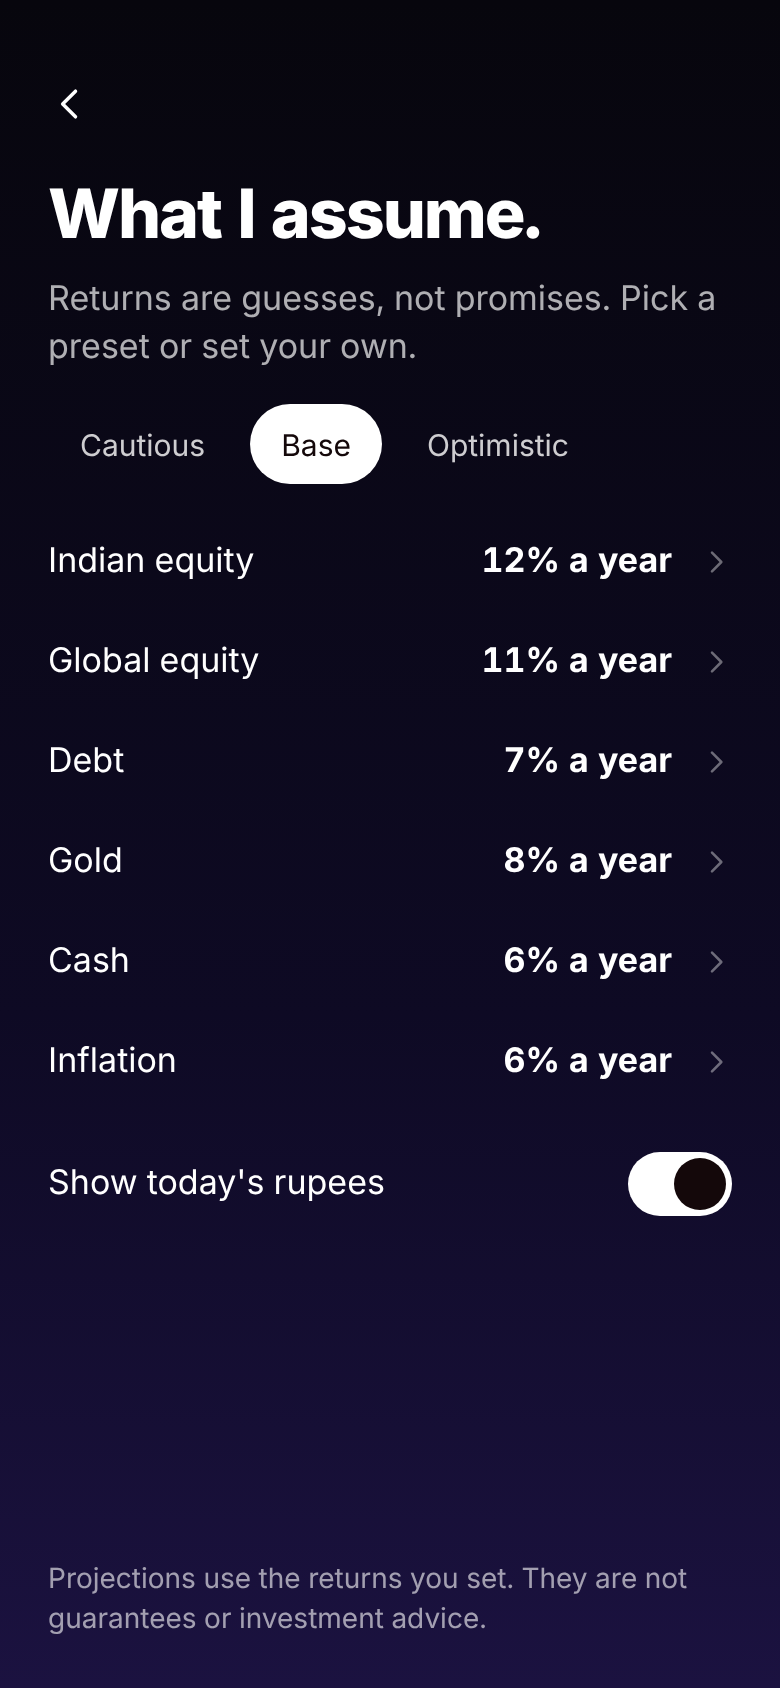 What I assume.
Returns are guesses, not promises. Pick a
preset or set your own.
Cautious Base Optimistic
Indian equity 12% a year
Global equity 11% a year
Debt 7% a year
Gold 8% a year
Cash 6% a year
Inflation 6% a year
Show today's rupees
Projections use the returns you set. They are not
guarantees or investment advice.